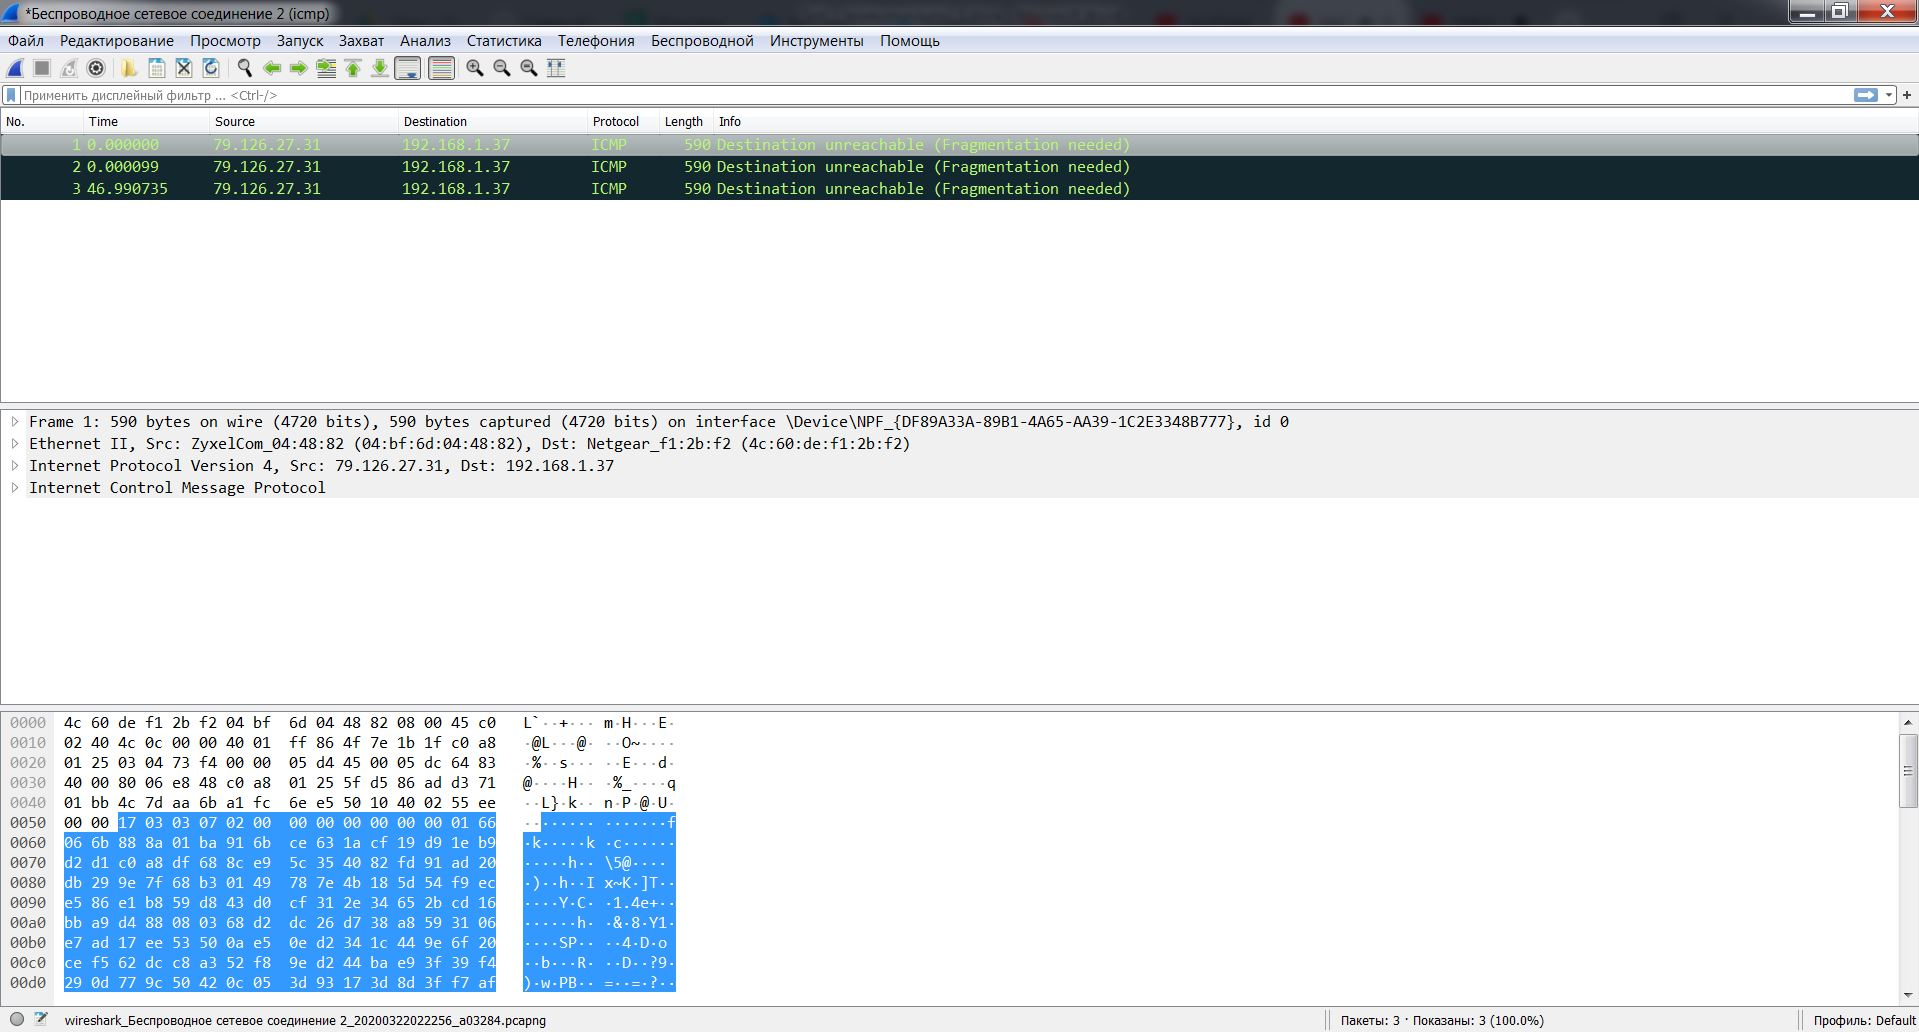 *Беспроводное сетевое соединение 2 (icmp)
Файл Редактирование Просмотр Запуск Захват Анализ Статистика Телефония Беспроводной Инструменты Помощь
Применить дисплейный фильтр ... <Ctrl-/>
No. Time Source Destination Protocol Length Info
1 0.000000 79.126.27.31 192.168.1.37 ICMP 590 Destination unreachable (Fragmentation needed)
2 0.000099 79.126.27.31 192.168.1.37 ICMP 590 Destination unreachable (Fragmentation needed)
3 46.990735 79.126.27.31 192.168.1.37 ICMP 590 Destination unreachable (Fragmentation needed)
Frame 1: 590 bytes on wire (4720 bits), 590 bytes captured (4720 bits) on interface \Device\NPF_{DF89A33A-89B1-4A65-AA39-1C2E3348B777}, id 0
Ethernet II, Src: ZyxelCom_04:48:82 (04:bf:6d:04:48:82), Dst: Netgear_f1:2b:f2 (4c:60:de:f1:2b:f2)
Internet Protocol Version 4, Src: 79.126.27.31, Dst: 192.168.1.37
Internet Control Message Protocol
0000 4c 60 de f1 2b f2 04 bf 6d 04 48 82 08 00 45 c0 L`··+··· m·H···E·
0010 02 40 4c 0c 00 00 40 01 ff 86 4f 7e 1b 1f c0 a8 ·@L···@· ··O~····
0020 01 25 03 04 73 f4 00 00 05 d4 45 00 05 dc 64 83 ·%··s··· ··E···d·
0030 40 00 80 06 e8 48 c0 a8 01 25 5f d5 86 ad d3 71 @····H·· ·%_····q
0040 01 bb 4c 7d aa 6b a1 fc 6e e5 50 10 40 02 55 ee ··L}·k·· n·P·@·U·
0050 00 00 17 03 03 07 02 00 00 00 00 00 00 00 01 66 ········ ·······f
0060 06 6b 88 8a 01 ba 91 6b ce 63 1a cf 19 d9 1e b9 ·k·····k ·c······
0070 d2 d1 c0 a8 df 68 8c e9 5c 35 40 82 fd 91 ad 20 ·····h·· \5@····
0080 db 29 9e 7f 68 b3 01 49 78 7e 4b 18 5d 54 f9 ec ·)··h··I x~K·]T··
0090 e5 86 e1 b8 59 d8 43 d0 cf 31 2e 34 65 2b cd 16 ····Y·C· ·1.4e+··
00a0 bb a9 d4 88 08 03 68 d2 dc 26 d7 38 a8 59 31 06 ······h· ·&·8·Y1·
00b0 e7 ad 17 ee 53 50 0a e5 0e d2 34 1c 44 9e 6f 20 ····SP·· ··4·D·o
00c0 ce f5 62 dc c8 a3 52 f8 9e d2 44 ba e9 3f 39 f4 ··b···R· ··D··?9·
00d0 29 0d 77 9c 50 42 0c 05 3d 93 17 3d 8d 3f f7 af )·w·PB·· =··=·?··
wireshark_Беспроводное сетевое соединение 2_20200322022256_a03284.pcapng Пакеты: 3 · Показаны: 3 (100.0%) Профиль: Default